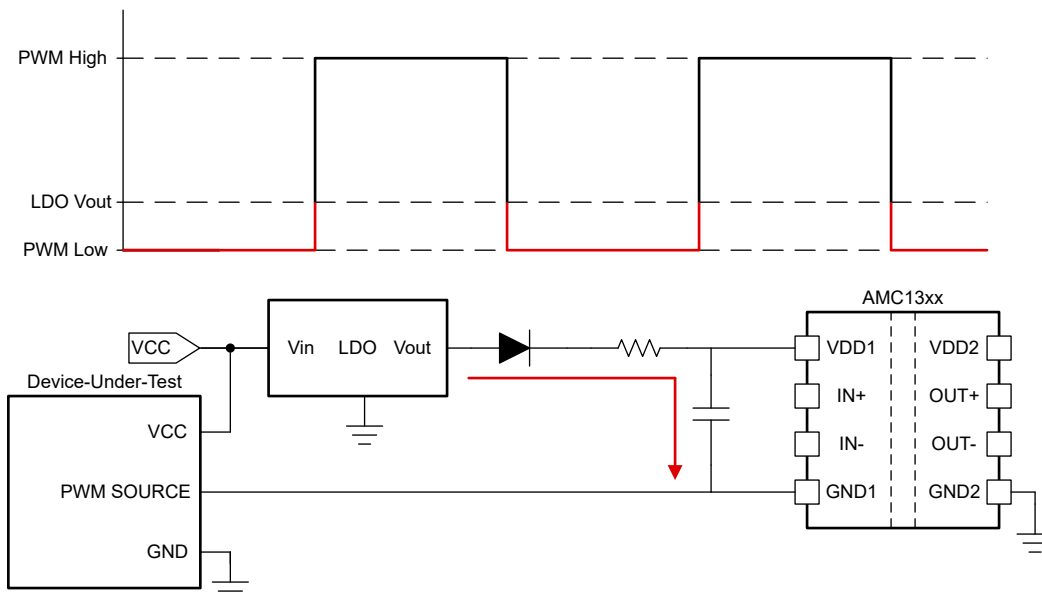 PWM High
LDO Vout
PWM Low
AMC13xx
VCC
Vin LDO Vout
VDD1 VDD2
Device-Under-Test
IN+ OUT+
VCC
IN- OUT-
PWM SOURCE
GND1 GND2
GND